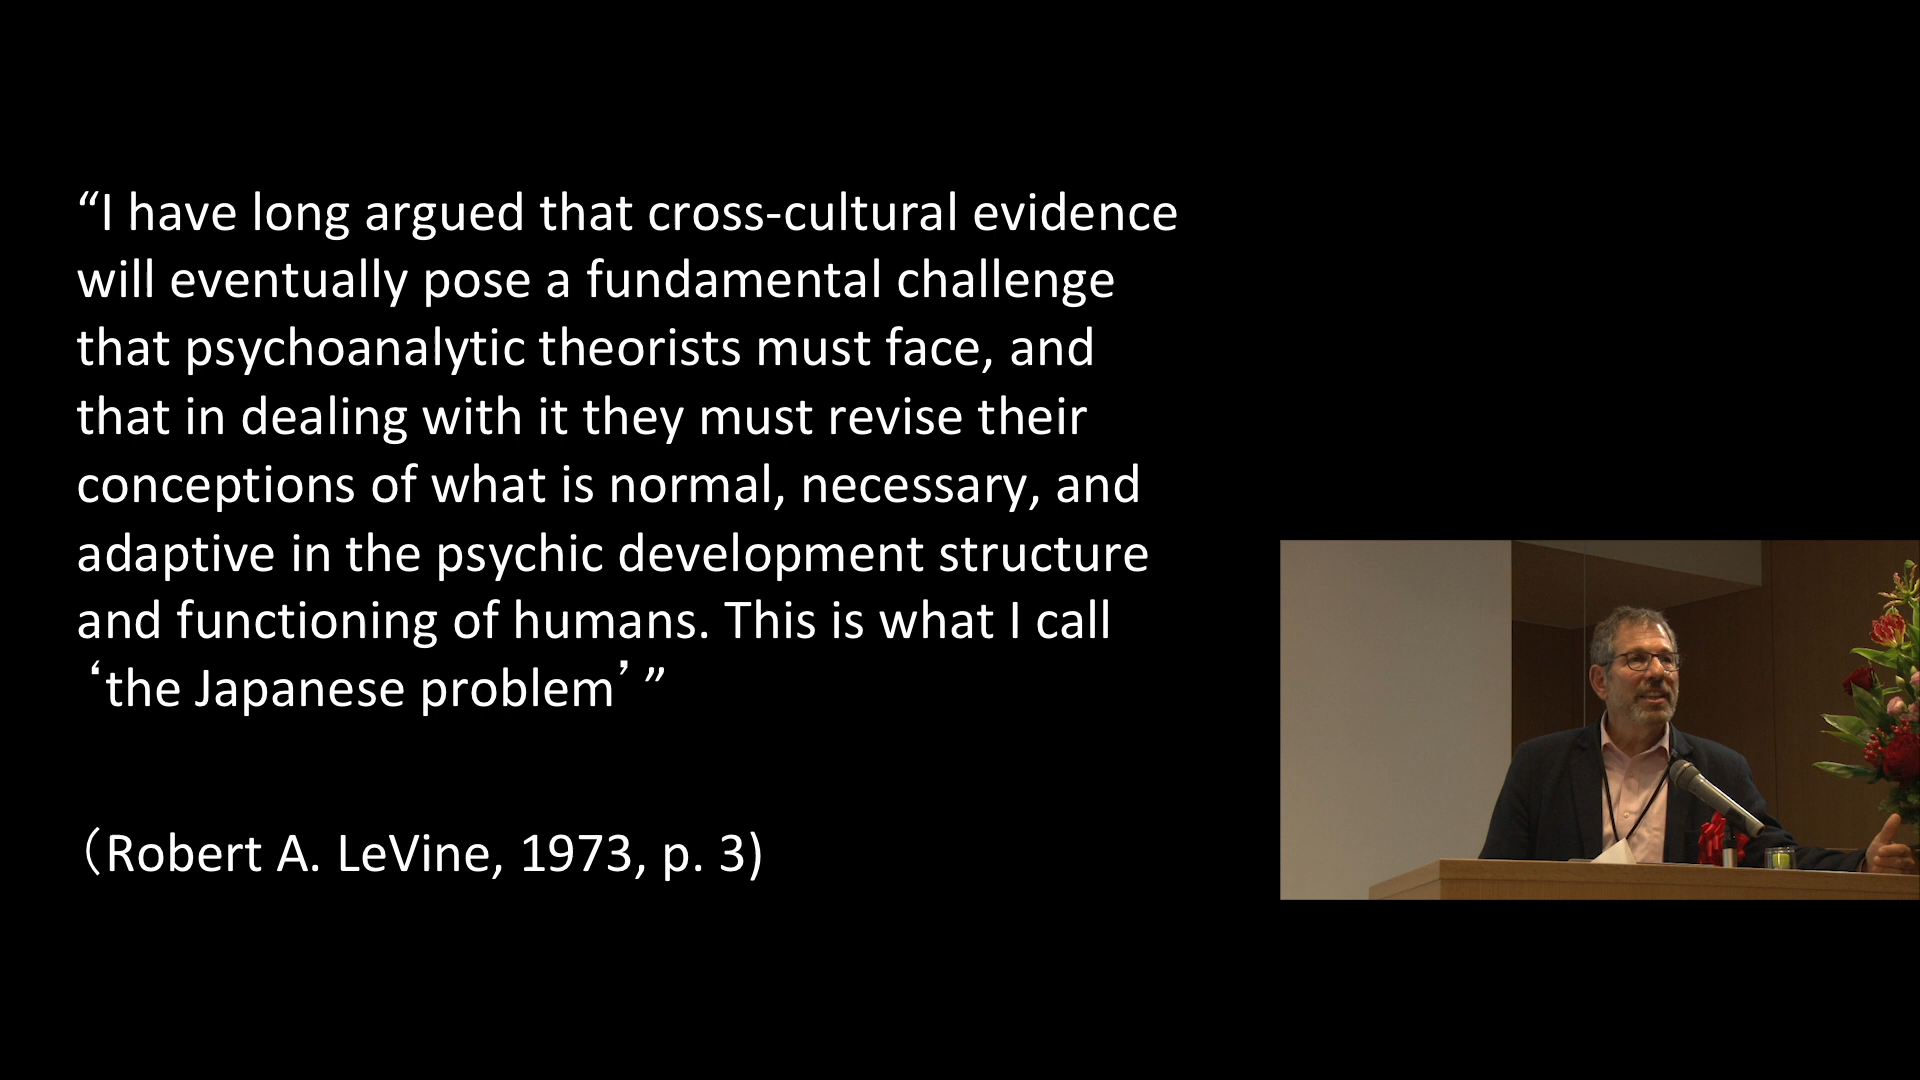 “I have long argued that cross-cultural evidence
will eventually pose a fundamental challenge
that psychoanalytic theorists must face, and
that in dealing with it they must revise their
conceptions of what is normal, necessary, and
adaptive in the psychic development structure
and functioning of humans. This is what I call
‘the Japanese problem’ ”
（Robert A. LeVine, 1973, p. 3)